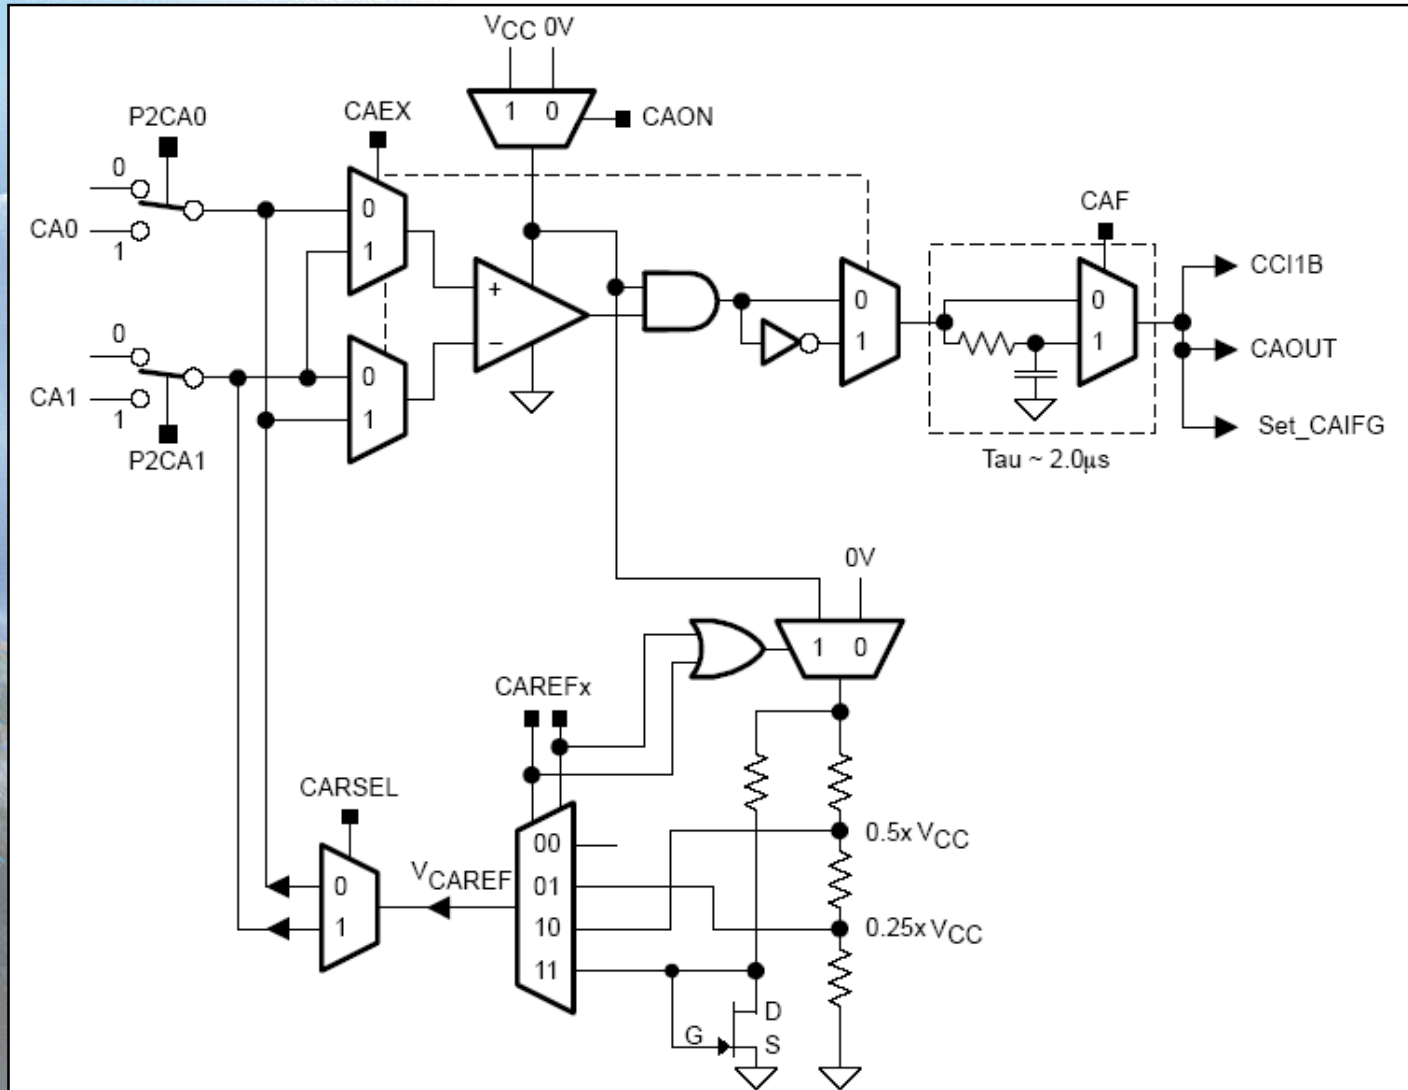 VCC 0V
1 0
CAON
P2CA0
CAEX
0
CA0
1
0
1
+
−
0
1
CAF
0
1
CCI1B
CAOUT
Set_CAIFG
Tau ~ 2.0µs
0
CA1
1
P2CA1
0
1
0V
1 0
CAREFx
CARSEL
0
1
VCAREF
00
01
10
11
0.5x VCC
0.25x VCC
D
G
S